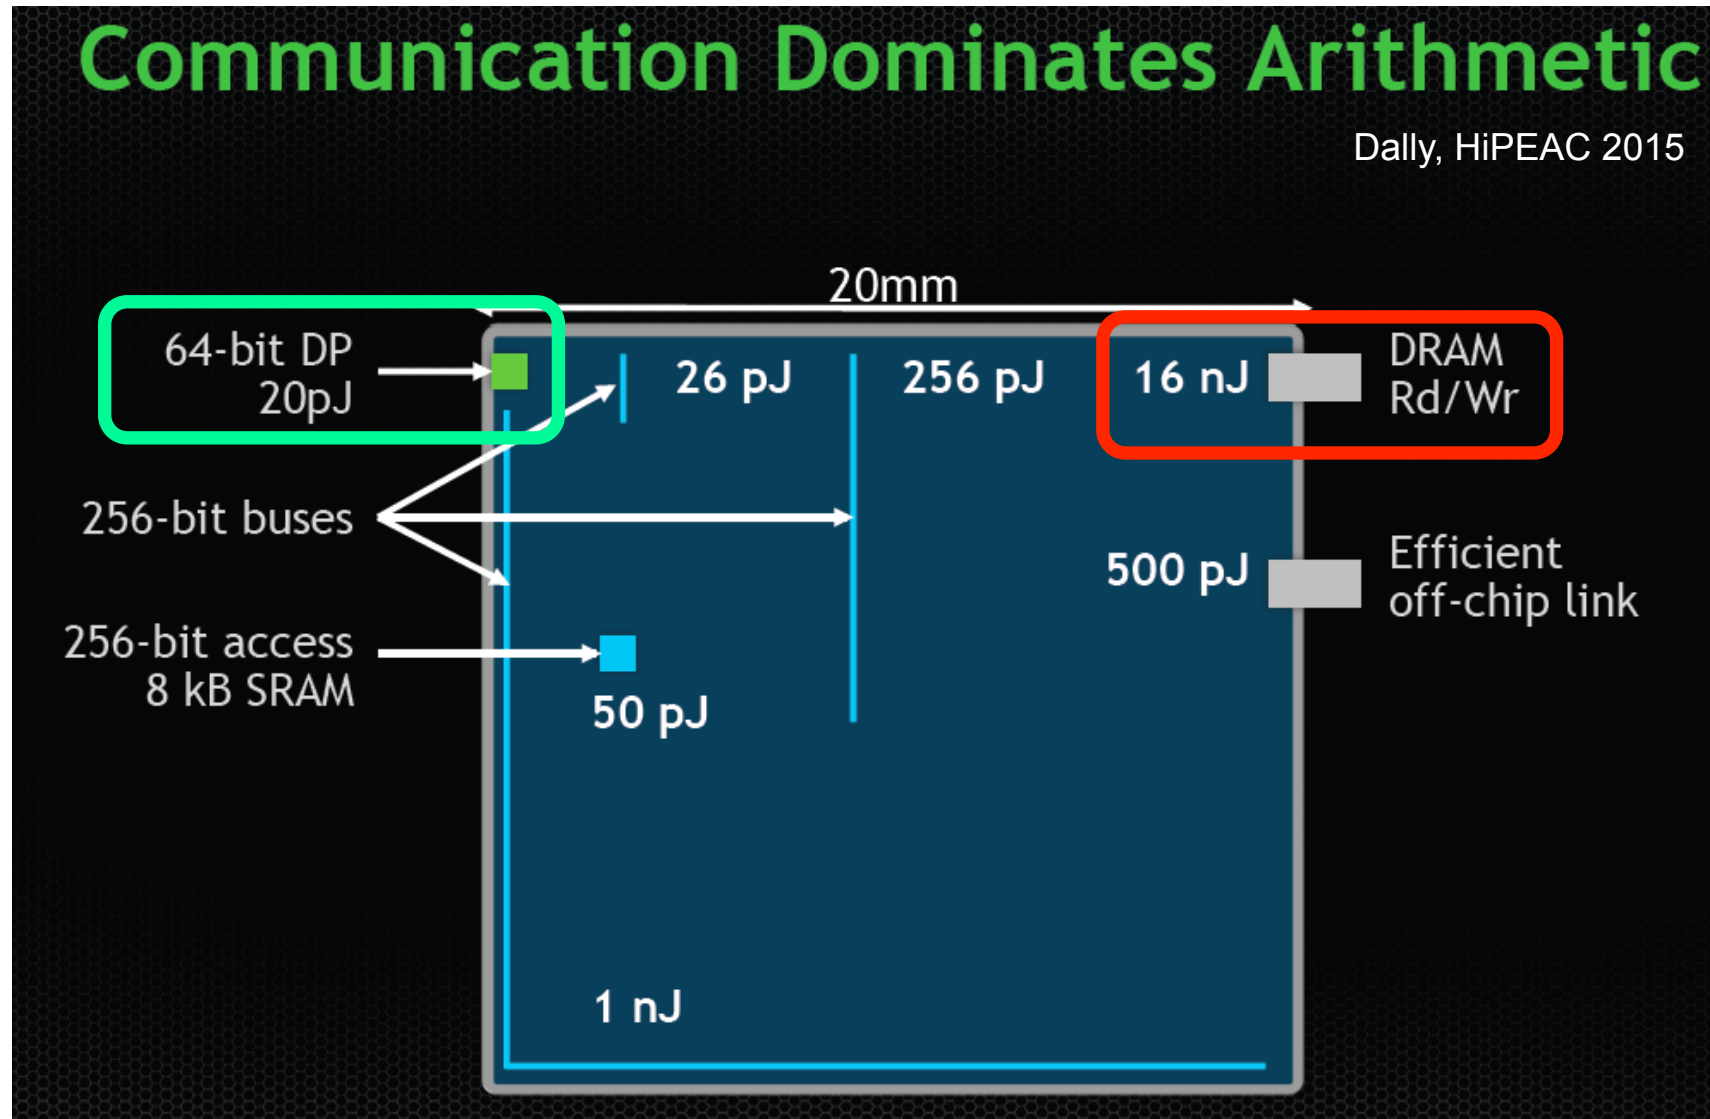 Communication Dominates Arithmetic
Dally, HiPEAC 2015
20mm
64-bit DP
20pJ
26 pJ
256 pJ
16 nJ
DRAM
Rd/Wr
256-bit buses
500 pJ
Efficient
off-chip link
256-bit access
8 kB SRAM
50 pJ
1 nJ